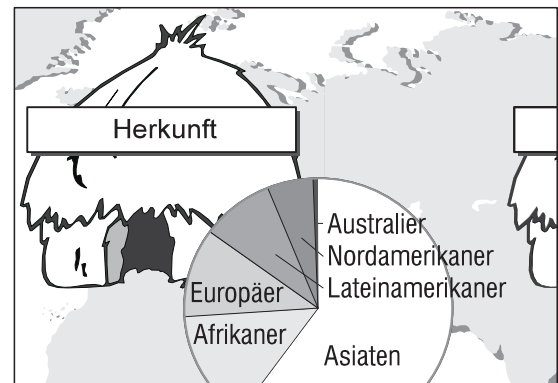 Herkunft
Australier
Nordamerikaner
Lateinamerikaner
Europäer
Afrikaner
Asiaten